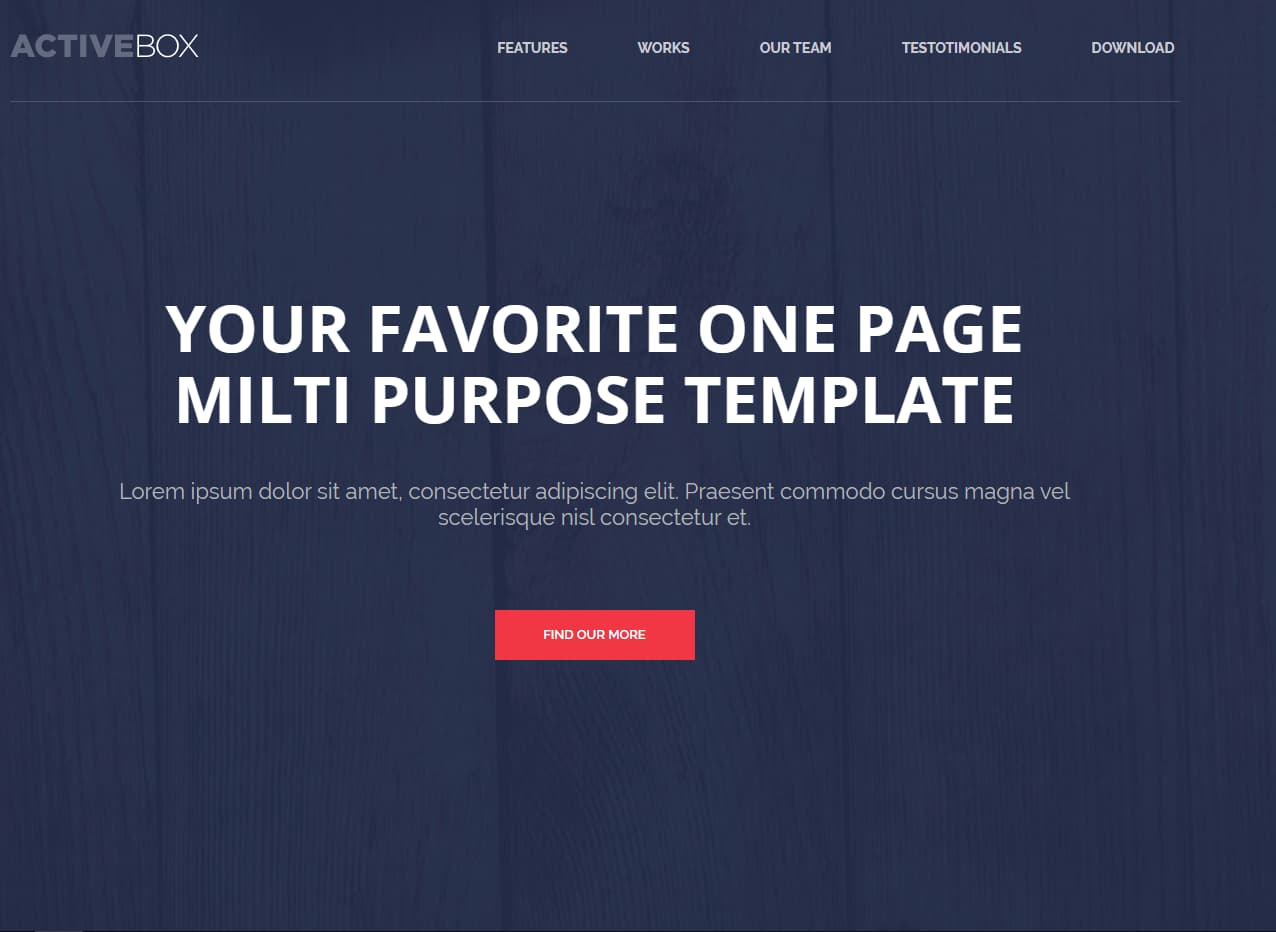 ACTIVEBOX
FEATURES WORKS OUR TEAM TESTOTIMONIALS DOWNLOAD
YOUR FAVORITE ONE PAGE
MILTI PURPOSE TEMPLATE
Lorem ipsum dolor sit amet, consectetur adipiscing elit. Praesent commodo cursus magna vel
scelerisque nisl consectetur et.
FIND OUR MORE